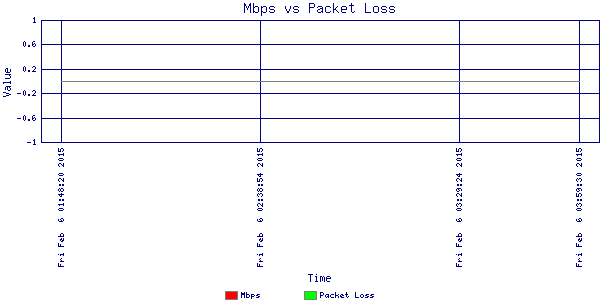 Mbps vs Packet Loss
1
0.6
0.2
-0.2
-0.6
-1
Value
Fri Feb  6 01:48:20 2015
Fri Feb  6 02:38:54 2015
Fri Feb  6 03:29:24 2015
Fri Feb  6 03:59:30 2015
Time
Mbps
Packet Loss